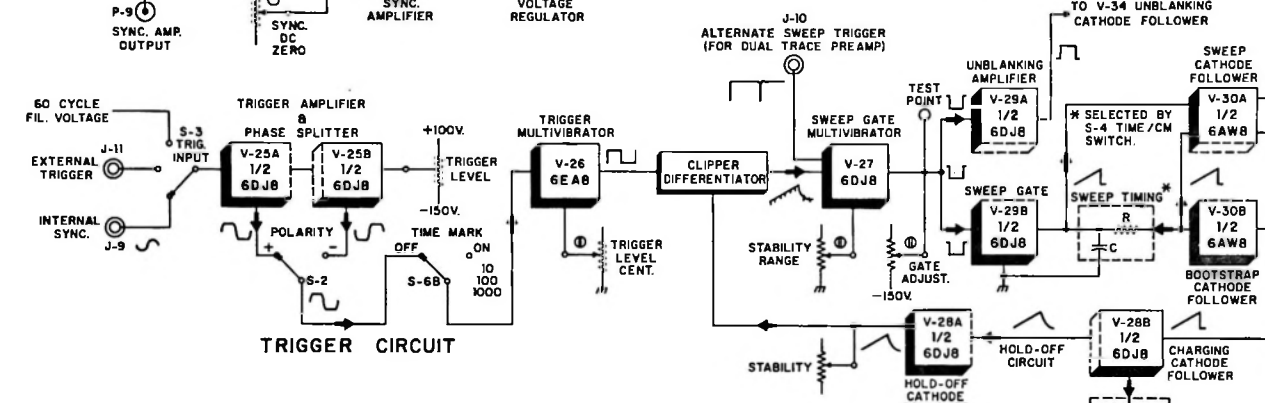 P-9
SYNC. AMP.
OUTPUT
SYNC.
DC
ZERO
SYNC.
AMPLIFIER
VOLTAGE
REGULATOR
J-10
ALTERNATE SWEEP TRIGGER
(FOR DUAL TRACE PREAMP)
TO V-34 UNBLANKING
CATHODE FOLLOWER
60 CYCLE
FIL. VOLTAGE
S-3
TRIG.
INPUT
J-11
EXTERNAL
TRIGGER
INTERNAL
SYNC.
J-9
TRIGGER AMPLIFIER
&
PHASE SPLITTER
V-25A
1/2
6DJ8
V-25B
1/2
6DJ8
+100V.
TRIGGER
LEVEL
-150V.
POLARITY
+
-
S-2
TIME MARK
OFF
ON
10
100
1000
S-6B
TRIGGER CIRCUIT
TRIGGER
MULTIVIBRATOR
V-26
6EA8
TRIGGER
LEVEL
CENT.
CLIPPER
DIFFERENTIATOR
SWEEP GATE
MULTIVIBRATOR
V-27
6DJ8
TEST
POINT
STABILITY
RANGE
GATE
ADJUST.
-150V.
UNBLANKING
AMPLIFIER
V-29A
1/2
6DJ8
* SELECTED BY
S-4 TIME/CM
SWITCH.
SWEEP
CATHODE
FOLLOWER
V-30A
1/2
6AW8
SWEEP GATE
V-29B
1/2
6DJ8
SWEEP TIMING *
R
C
V-30B
1/2
6AW8
BOOTSTRAP
CATHODE
FOLLOWER
STABILITY
V-28A
1/2
6DJ8
HOLD-OFF
CATHODE
HOLD-OFF
CIRCUIT
V-28B
1/2
6DJ8
CHARGING
CATHODE
FOLLOWER